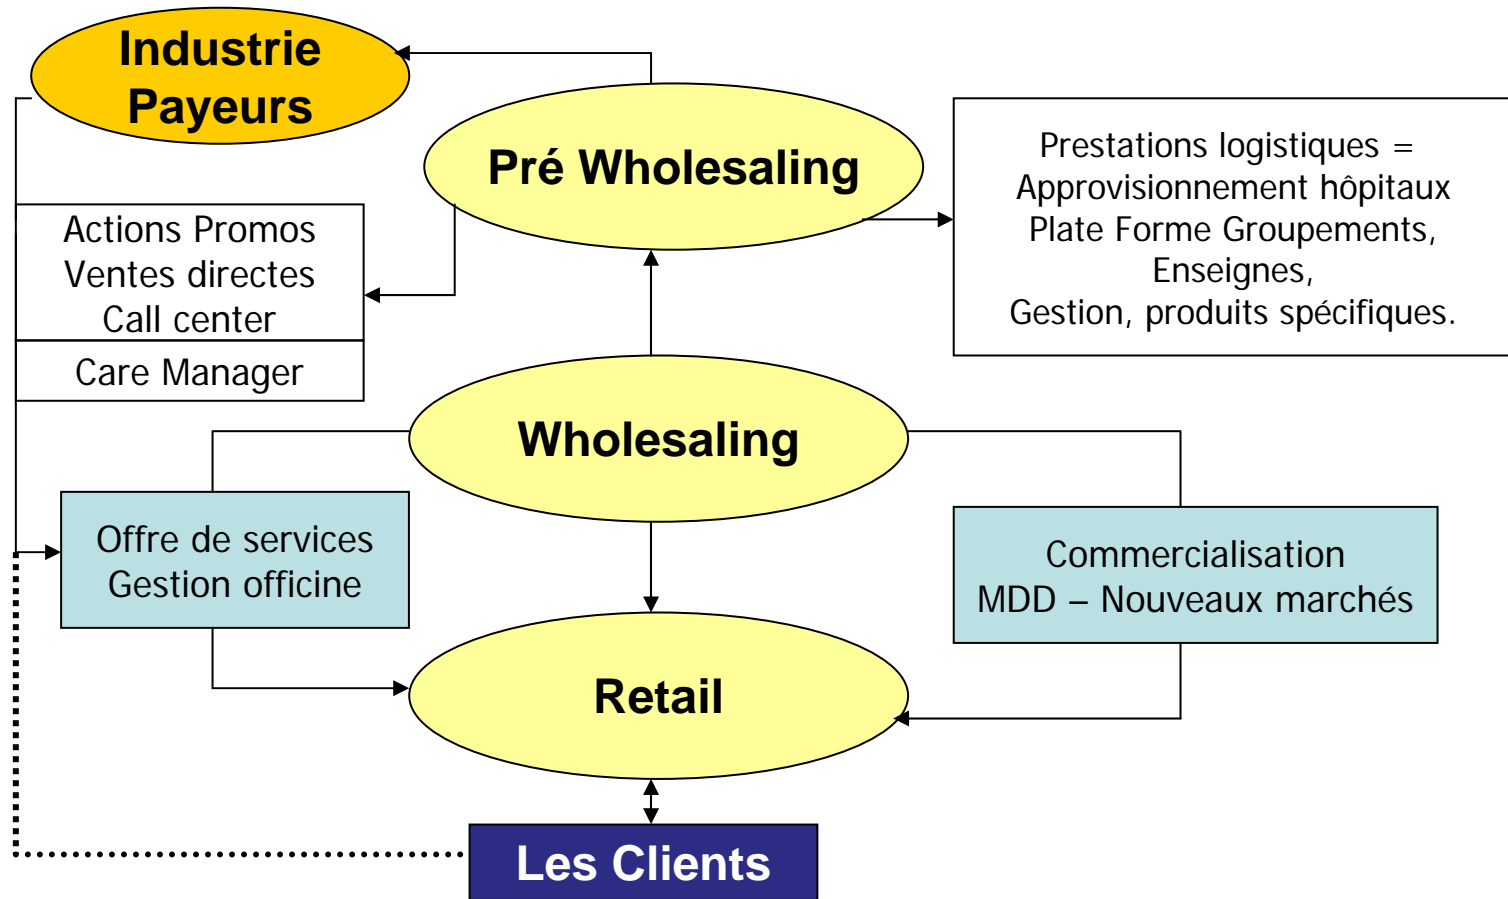 Industrie
Payeurs
Pré Wholesaling
Prestations logistiques =
Approvisionnement hôpitaux
Plate Forme Groupements,
Enseignes,
Gestion, produits spécifiques.
Actions Promos
Ventes directes
Call center
Care Manager
Wholesaling
Offre de services
Gestion officine
Commercialisation
MDD – Nouveaux marchés
Retail
Les Clients